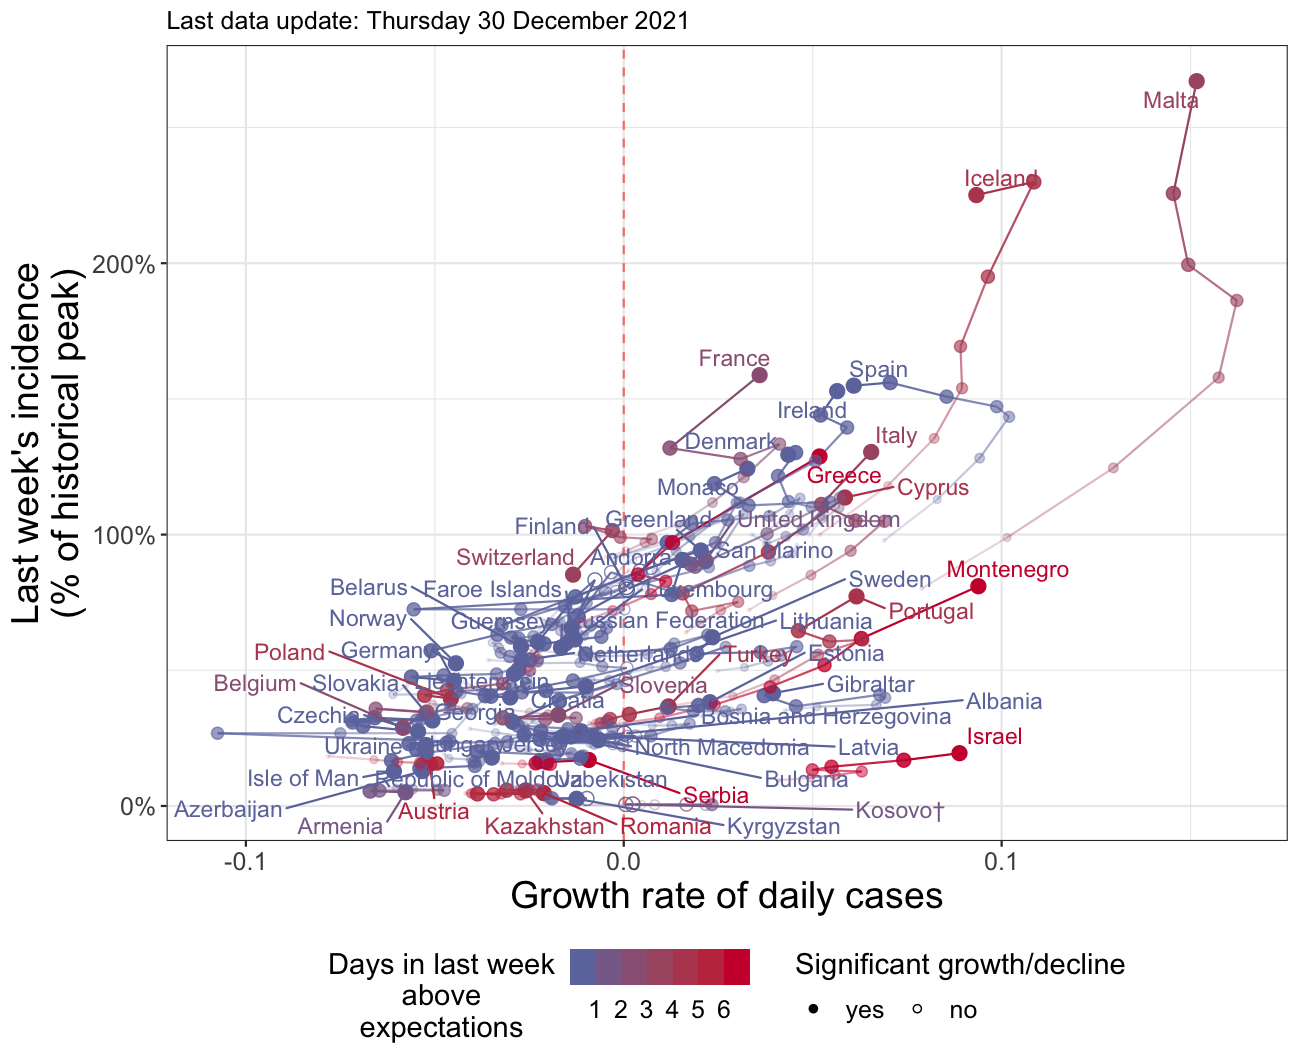 Last data update: Thursday 30 December 2021
Last week's incidence
(% of historical peak)
200%
100%
0%
Malta
Iceland
France
Spain
Ireland
Denmark
Italy
Greece
Monaco
Cyprus
Finland
Greenland
United Kingdom
Switzerland
Andorra
San Marino
Montenegro
Belarus
Faroe Islands
Luxembourg
Sweden
Portugal
Norway
Guernsey
Russian Federation
Lithuania
Poland
Germany
Netherlands
Turkey
Estonia
Belgium
Slovakia
Liechtenstein
Slovenia
Gibraltar
Croatia
Albania
Czechia
Georgia
Bosnia and Herzegovina
Ukraine
Hungary
Jersey
North Macedonia
Latvia
Israel
Isle of Man
Republic of Moldova
Uzbekistan
Bulgaria
Serbia
Azerbaijan
Austria
Kosovo†
Armenia
Kazakhstan
Romania
Kyrgyzstan
-0.1
0.0
0.1
Growth rate of daily cases
Days in last week
above
expectations
1 2 3 4 5 6
Significant growth/decline
yes
no